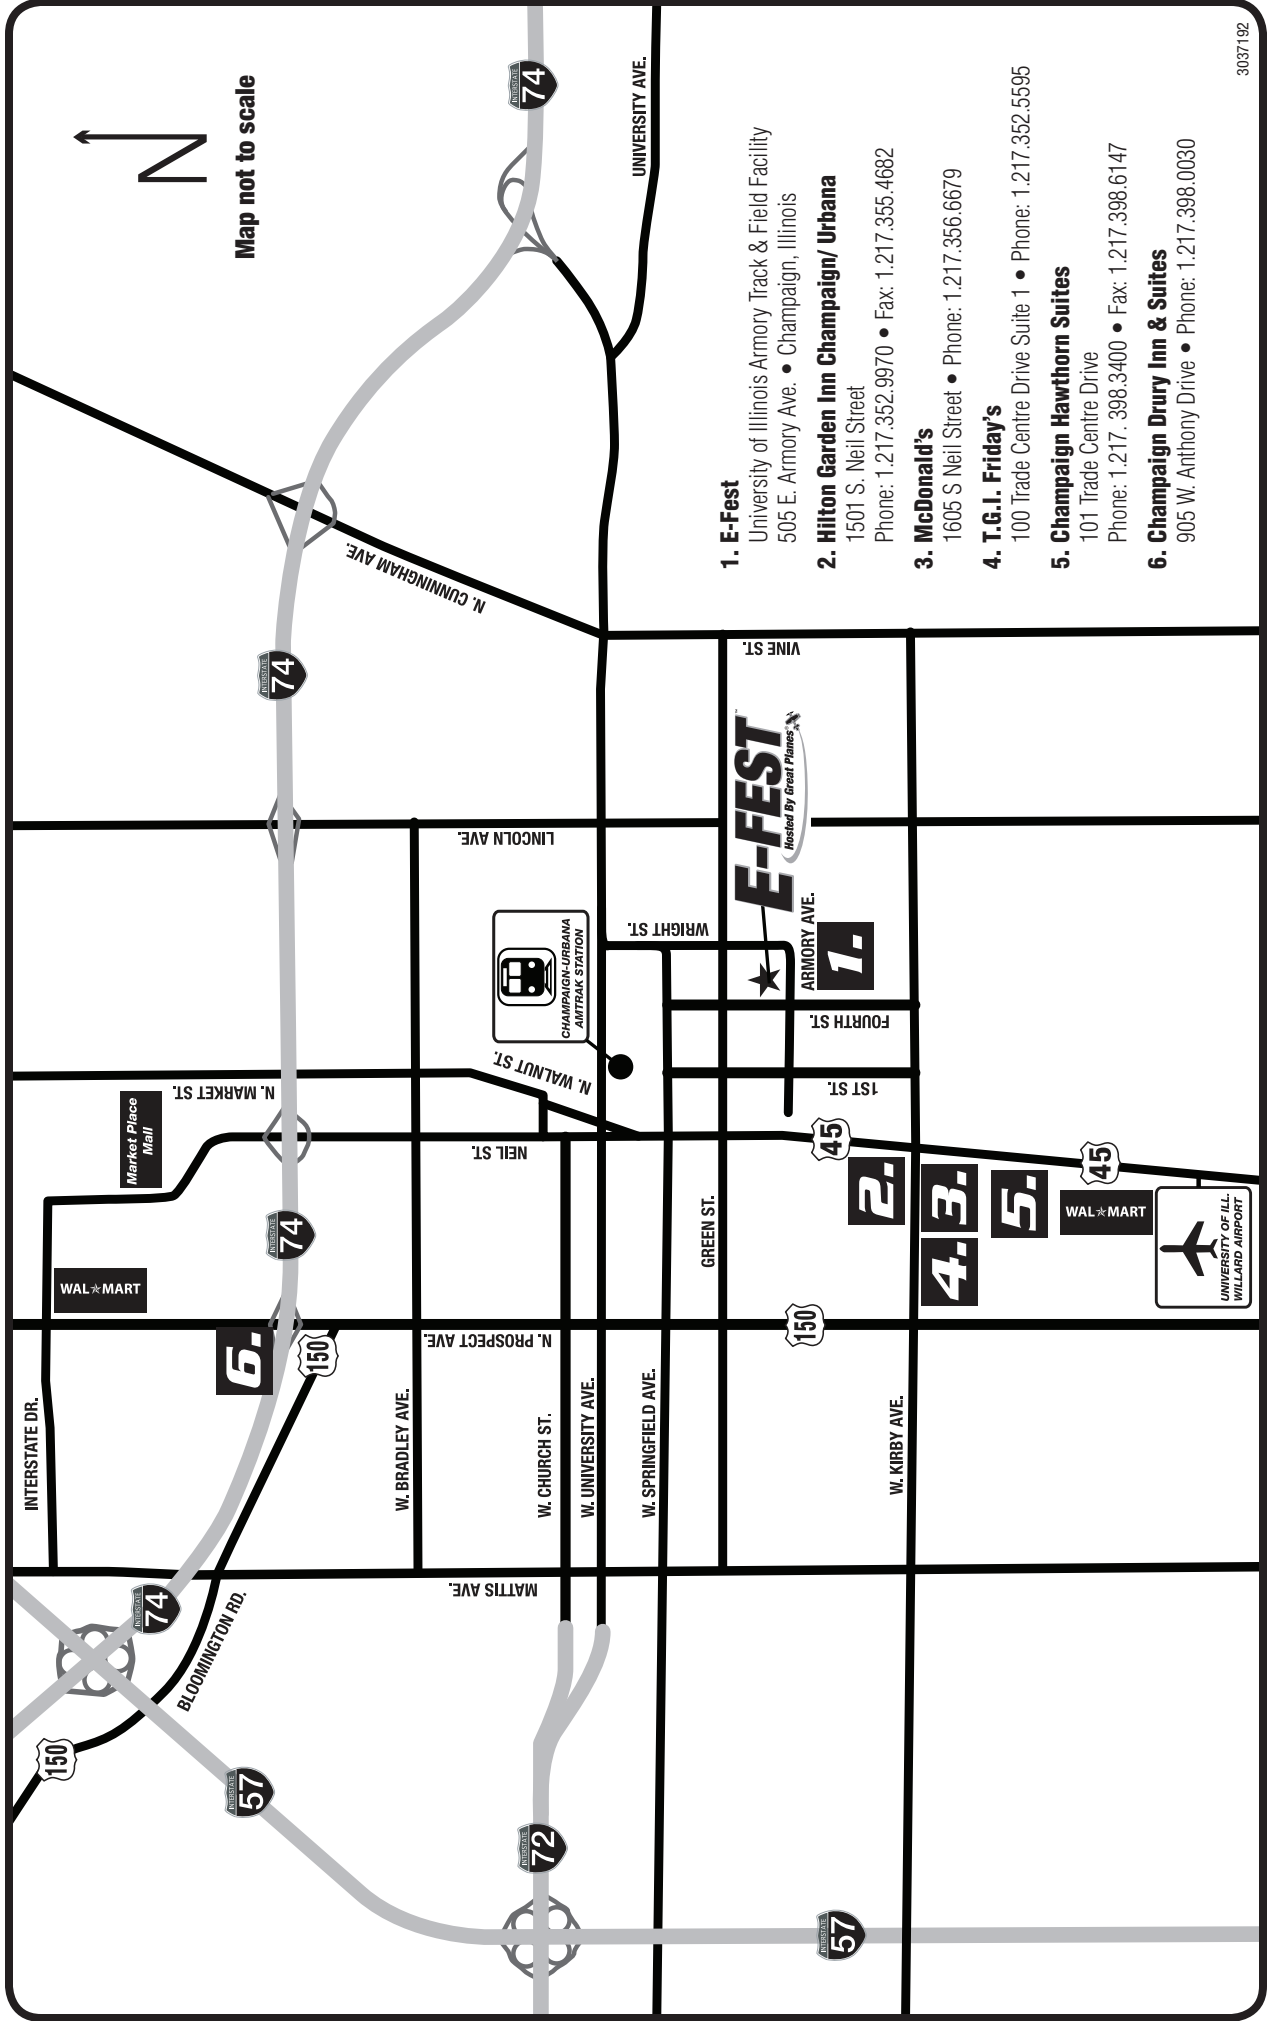 N
Map not to scale
INTERSTATE
74
UNIVERSITY AVE.
N. CUNNINGHAM AVE.
INTERSTATE
74
VINE ST.
LINCOLN AVE.
E-FEST
Hosted By Great Planes®
CHAMPAIGN-URBANA
AMTRAK STATION
WRIGHT ST.
ARMORY AVE.
1.
FOURTH ST.
1ST ST.
N. WALNUT ST.
N. MARKET ST.
Market Place
Mall
NEIL ST.
45
45
2.
3.
4.
5.
WAL★MART
UNIVERSITY OF ILL.
WILLARD AIRPORT
GREEN ST.
INTERSTATE
74
WAL★MART
6.
150
150
N. PROSPECT AVE.
INTERSTATE DR.
W. BRADLEY AVE.
W. CHURCH ST.
W. UNIVERSITY AVE.
W. SPRINGFIELD AVE.
W. KIRBY AVE.
MATTIS AVE.
INTERSTATE
74
BLOOMINGTON RD.
150
INTERSTATE
57
INTERSTATE
72
INTERSTATE
57
1. E-Fest
University of Illinois Armory Track & Field Facility
505 E. Armory Ave. • Champaign, Illinois
2. Hilton Garden Inn Champaign/ Urbana
1501 S. Neil Street
Phone: 1.217.352.9970 • Fax: 1.217.355.4682
3. McDonald's
1605 S Neil Street • Phone: 1.217.356.6679
4. T.G.I. Friday's
100 Trade Centre Drive Suite 1 • Phone: 1.217.352.5595
5. Champaign Hawthorn Suites
101 Trade Centre Drive
Phone: 1.217. 398.3400 • Fax: 1.217.398.6147
6. Champaign Drury Inn & Suites
905 W. Anthony Drive • Phone: 1.217.398.0030
3037192